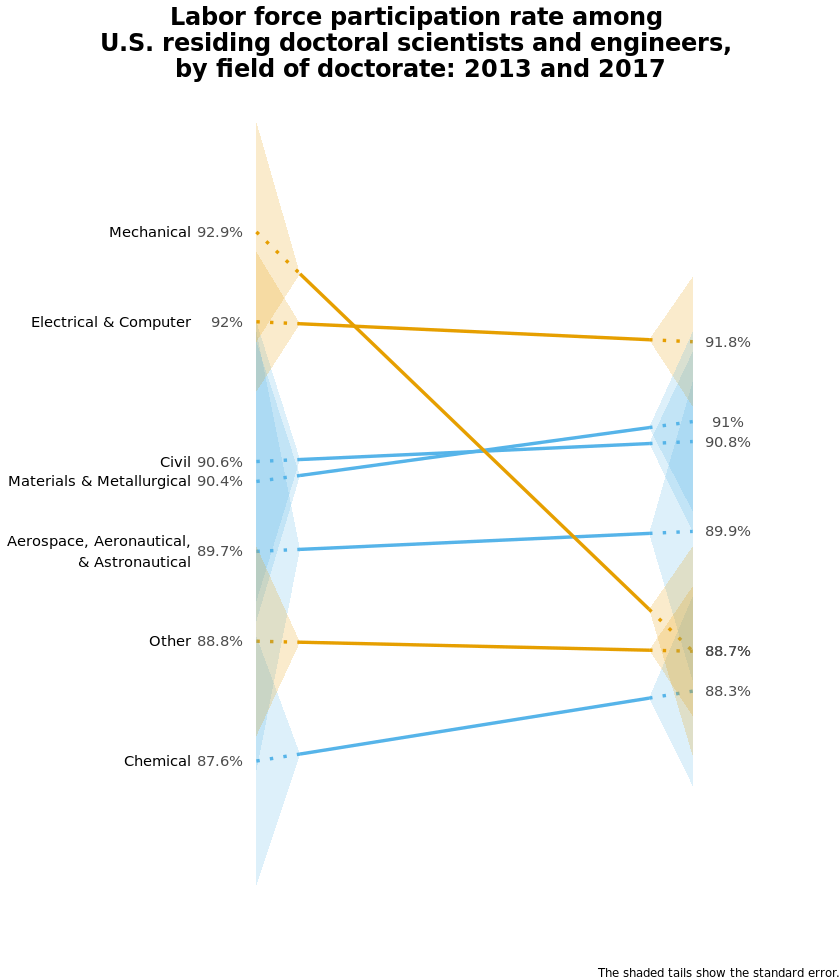 Labor force participation rate among
U.S. residing doctoral scientists and engineers,
by field of doctorate: 2013 and 2017
Mechanical 92.9%
Electrical & Computer 92%
91.8%
91%
90.8%
Civil 90.6%
Materials & Metallurgical 90.4%
89.9%
Aerospace, Aeronautical,
& Astronautical
89.7%
Other 88.8%
88.7%
88.3%
Chemical 87.6%
The shaded tails show the standard error.